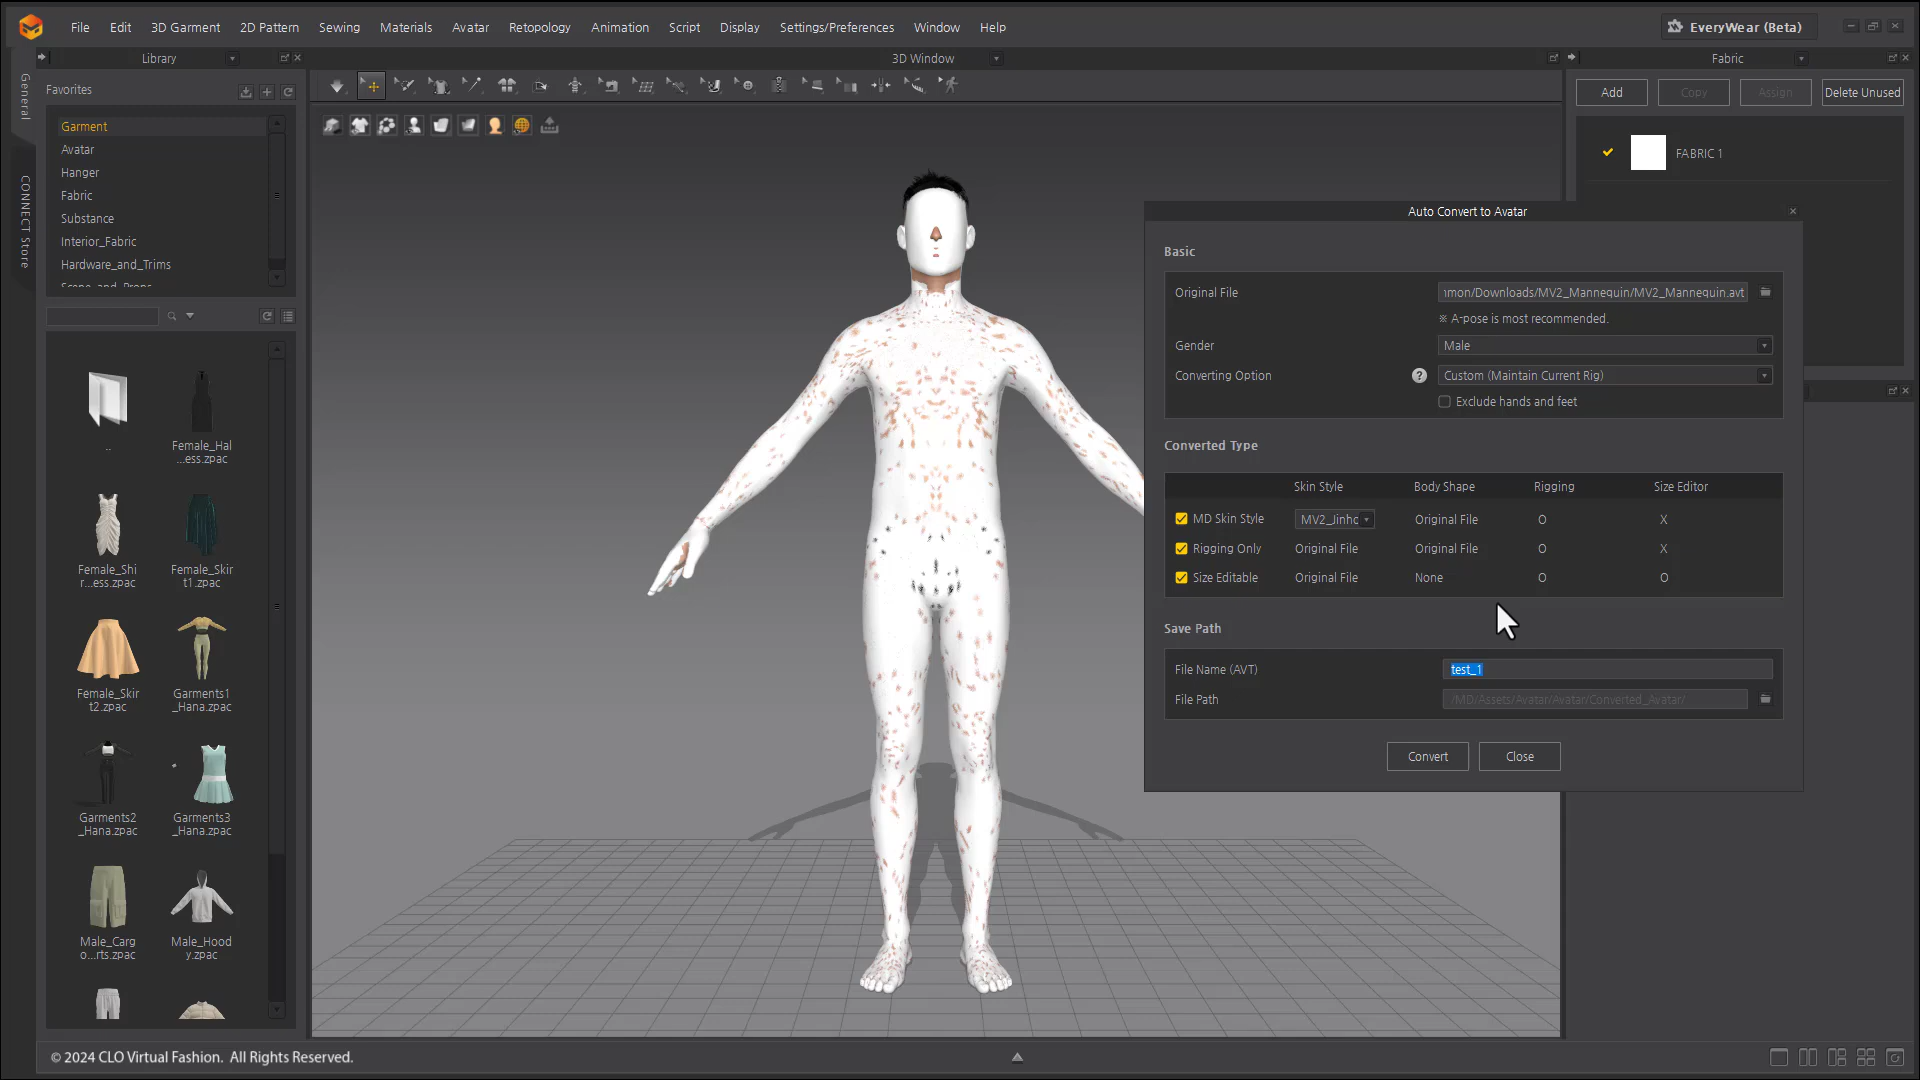 File Edit 3D Garment 2D Pattern Sewing Materials Avatar Retopology Animation Script Display Settings/Preferences Window Help
EveryWear (Beta)
Library
3D Window
Fabric
General
CONNECT Store
Favorites
Garment
Avatar
Hanger
Fabric
Substance
Interior_Fabric
Hardware_and_Trims
Scene_and_Props
..
Female_Hal
...ess.zpac
Female_Shi
r...ess.zpac
Female_Skir
t1.zpac
Female_Skir
t2.zpac
Garments1
_Hana.zpac
Garments2
_Hana.zpac
Garments3
_Hana.zpac
Male_Carg
o...rts.zpac
Male_Hood
y.zpac
Add Copy Assign Delete Unused
FABRIC 1
Auto Convert to Avatar
Basic
Original File
mon/Downloads/MV2_Mannequin/MV2_Mannequin.avt
※ A-pose is most recommended.
Gender
Male
Converting Option
? Custom (Maintain Current Rig)
Exclude hands and feet
Converted Type
Skin Style Body Shape Rigging Size Editor
MD Skin Style MV2_Jinho Original File O X
Rigging Only Original File Original File O X
Size Editable Original File None O O
Save Path
File Name (AVT)
test_1
File Path
/MD/Assets/Avatar/Avatar/Converted_Avatar/
Convert Close
© 2024 CLO Virtual Fashion. All Rights Reserved.